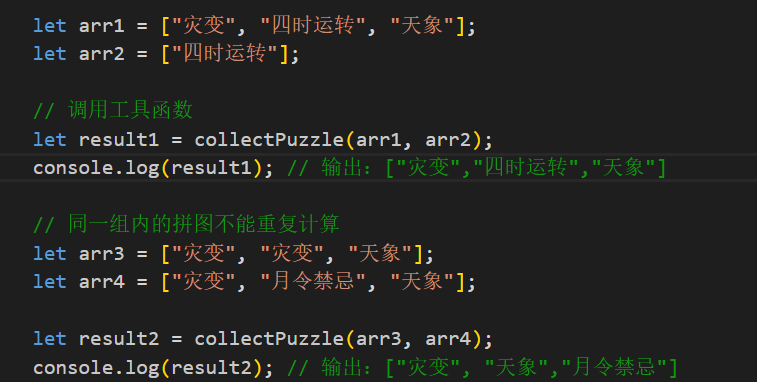 let arr1 = ["灾变", "四时运转", "天象"];
let arr2 = ["四时运转"];
// 调用工具函数
let result1 = collectPuzzle(arr1, arr2);
console.log(result1); // 输出：["灾变","四时运转","天象"]
// 同一组内的拼图不能重复计算
let arr3 = ["灾变", "灾变", "天象"];
let arr4 = ["灾变", "月令禁忌", "天象"];
let result2 = collectPuzzle(arr3, arr4);
console.log(result2); // 输出：["灾变", "天象","月令禁忌"]